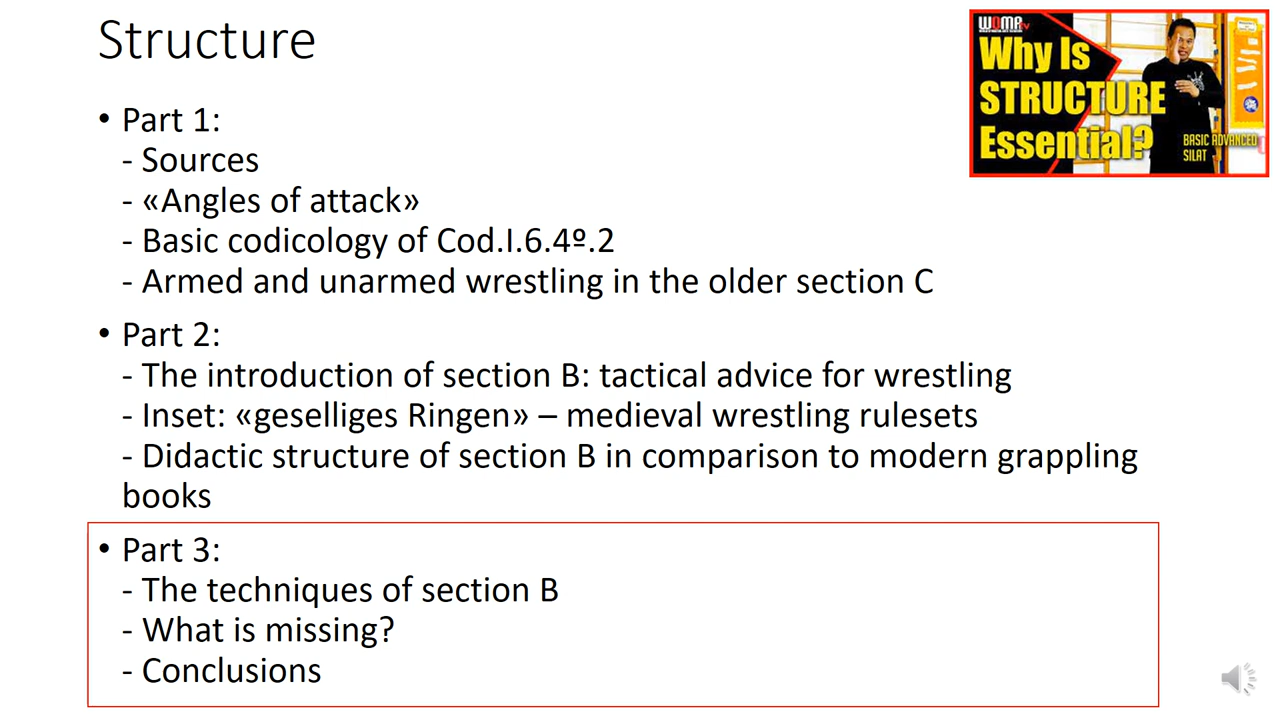 Structure
WOMA tv
Why Is
STRUCTURE
Essential?
BASIC ADVANCED
SILAT
• Part 1:
- Sources
- «Angles of attack»
- Basic codicology of Cod.I.6.4º.2
- Armed and unarmed wrestling in the older section C
• Part 2:
- The introduction of section B: tactical advice for wrestling
- Inset: «geselliges Ringen» – medieval wrestling rulesets
- Didactic structure of section B in comparison to modern grappling
books
• Part 3:
- The techniques of section B
- What is missing?
- Conclusions